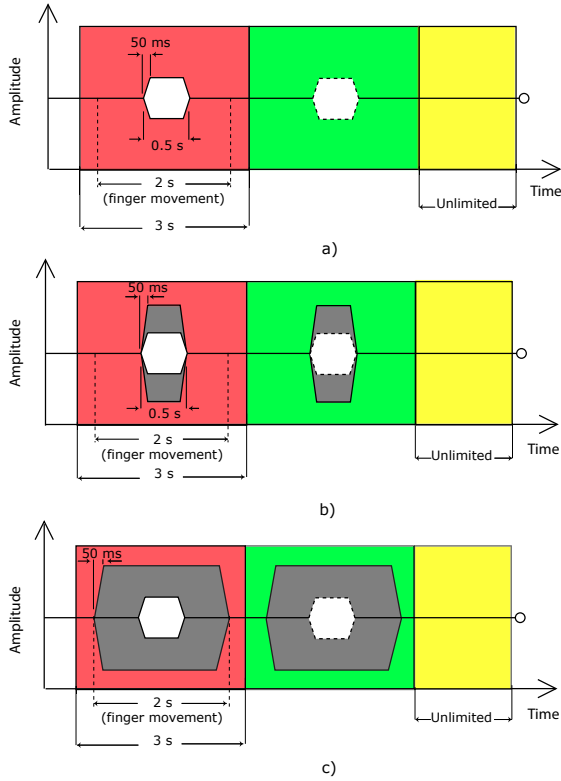 Amplitude
50 ms
0.5 s
2 s
(finger movement)
3 s
Unlimited
Time
a)
Amplitude
50 ms
0.5 s
2 s
(finger movement)
3 s
Unlimited
Time
b)
Amplitude
50 ms
2 s
(finger movement)
3 s
Unlimited
Time
c)